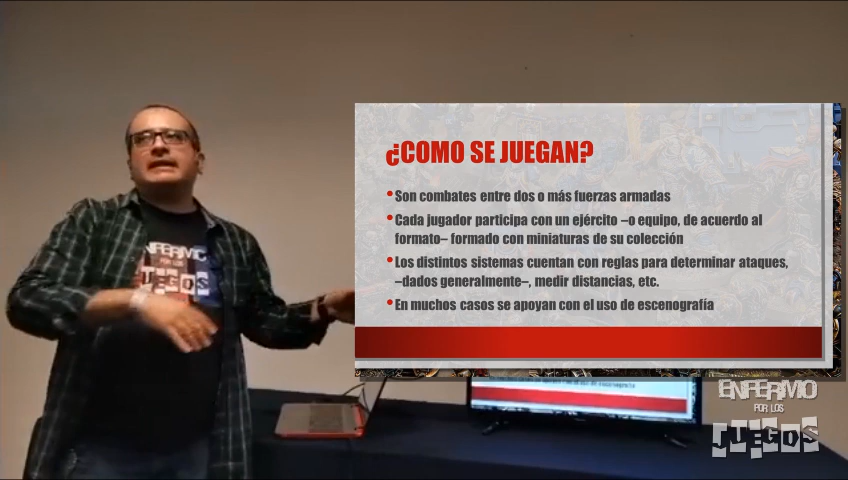 ¿COMO SE JUEGAN?
•Son combates entre dos o más fuerzas armadas
•Cada jugador participa con un ejército –o equipo, de acuerdo al
formato– formado con miniaturas de su colección
•Los distintos sistemas cuentan con reglas para determinar ataques,
–dados generalmente–, medir distancias, etc.
•En muchos casos se apoyan con el uso de escenografía
ENFERMO
POR LOS
JUEGOS